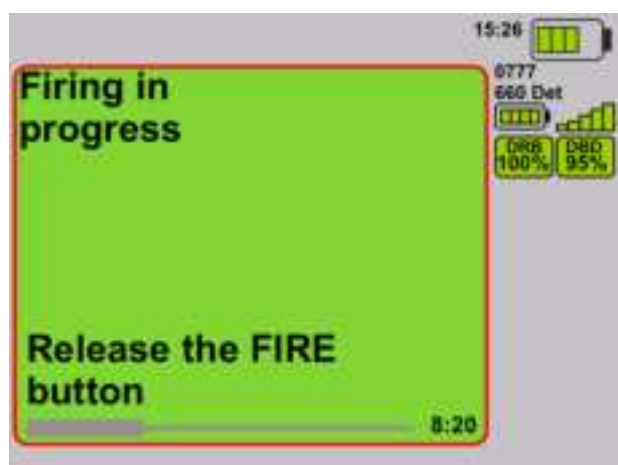 15:26
Firing in
progress
0777
660 Det
DRB
100%
DBD
95%
Release the FIRE
button
8:20